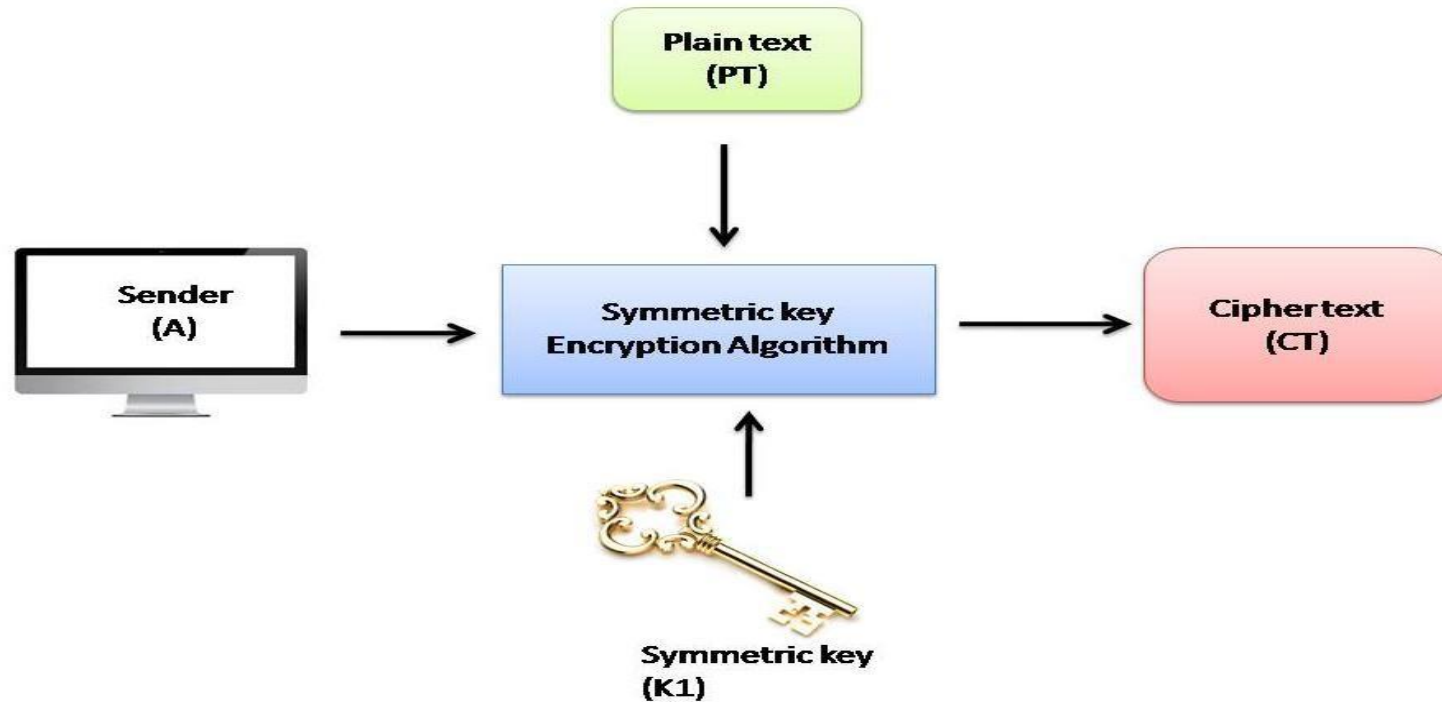 Plain text
(PT)
Sender
(A)
Symmetric key
Encryption Algorithm
Cipher text
(CT)
Symmetric key
(K1)